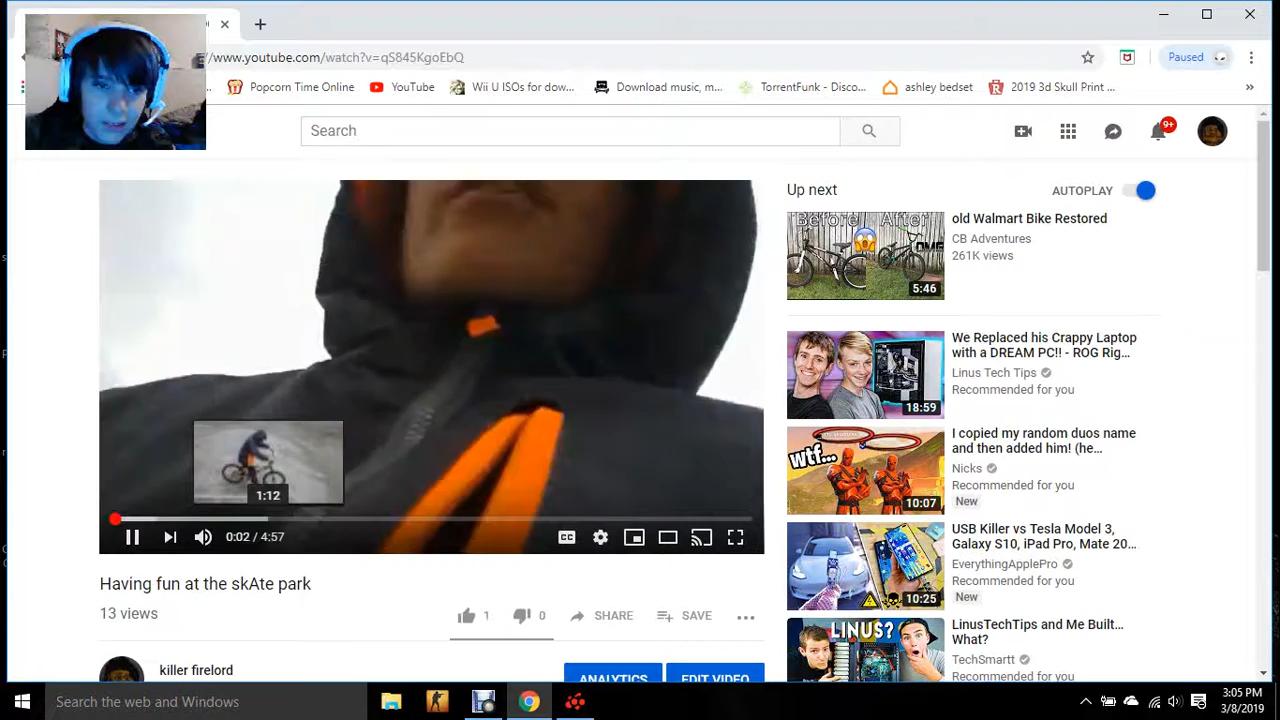 //www.youtube.com/watch?v=qS845KgoEbQ
Paused
Popcorn Time Online
YouTube
Wii U ISOs for dow...
Download music, m...
TorrentFunk - Disco...
ashley bedset
2019 3d Skull Print ...
»
Search
9+
Up next
AUTOPLAY
Before After
5:46
old Walmart Bike Restored
CB Adventures
261K views
18:59
We Replaced his Crappy Laptop
with a DREAM PC!! - ROG Rig...
Linus Tech Tips
Recommended for you
wtf...
10:07
I copied my random duos name
and then added him! (he...
Nicks
Recommended for you
New
10:25
USB Killer vs Tesla Model 3,
Galaxy S10, iPad Pro, Mate 20...
EverythingApplePro
Recommended for you
New
LINUS?
LinusTechTips and Me Built...
What?
TechSmartt
Recommended for you
1:12
0:02 / 4:57
CC
Having fun at the skAte park
13 views
1
0
SHARE
SAVE
killer firelord
ANALYTICS
EDIT VIDEO
Search the web and Windows
3:05 PM
3/8/2019